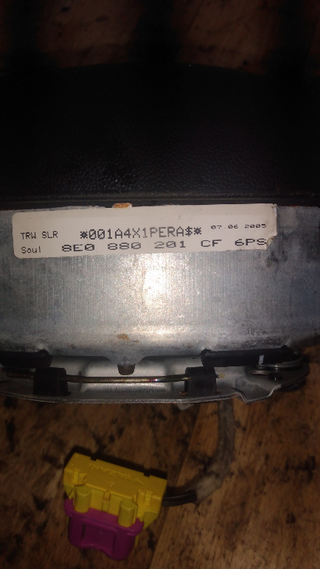 TRW SLR *001A4X1PERA$* 07 06 2005
Soul 8E0 880 201 CF 6PS